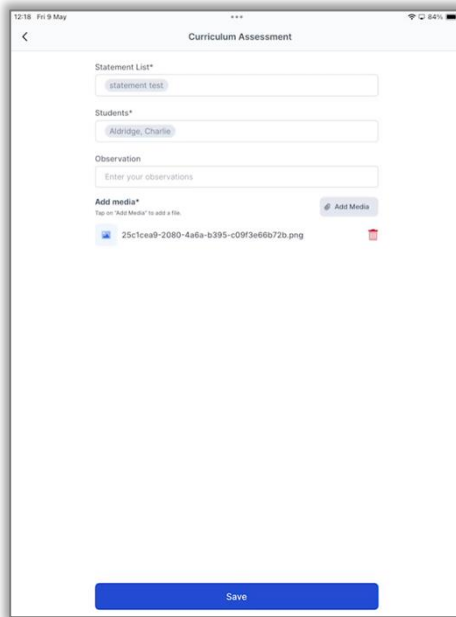 12:18 Fri 9 May
84%
Curriculum Assessment
Statement List*
statement test
Students*
Aldridge, Charlie
Observation
Enter your observations
Add media*
Tap on "Add Media" to add a file.
Add Media
25c1cea9-2080-4a6a-b395-c09f3e66b72b.png
Save